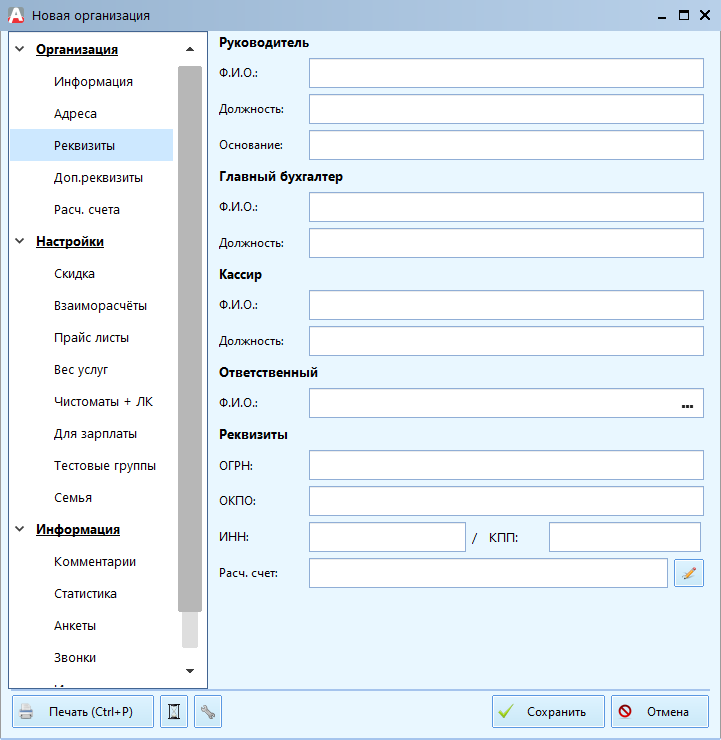 Новая организация
Организация
Информация
Адреса
Реквизиты
Доп.реквизиты
Расч. счета
Настройки
Скидка
Взаиморасчёты
Прайс листы
Вес услуг
Чистоматы + ЛК
Для зарплаты
Тестовые группы
Семья
Информация
Комментарии
Статистика
Анкеты
Звонки
Руководитель
Ф.И.О.:
Должность:
Основание:
Главный бухгалтер
Ф.И.О.:
Должность:
Кассир
Ф.И.О.:
Должность:
Ответственный
Ф.И.О.: ...
Реквизиты
ОГРН:
ОКПО:
ИНН: / КПП:
Расч. счет:
Печать (Ctrl+P) Сохранить Отмена